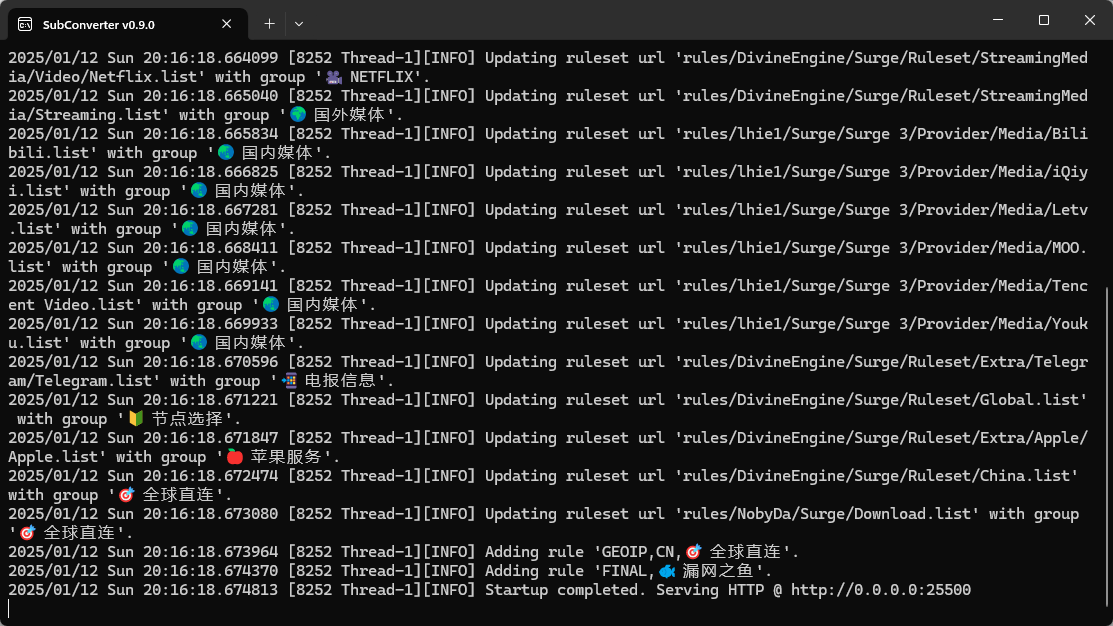 SubConverter v0.9.0
2025/01/12 Sun 20:16:18.664099 [8252 Thread-1][INFO] Updating ruleset url 'rules/DivineEngine/Surge/Ruleset/StreamingMed
ia/Video/Netflix.list' with group '🎥 NETFLIX'.
2025/01/12 Sun 20:16:18.665040 [8252 Thread-1][INFO] Updating ruleset url 'rules/DivineEngine/Surge/Ruleset/StreamingMed
ia/Streaming.list' with group '🌍 国外媒体'.
2025/01/12 Sun 20:16:18.665834 [8252 Thread-1][INFO] Updating ruleset url 'rules/lhie1/Surge/Surge 3/Provider/Media/Bili
bili.list' with group '🌏 国内媒体'.
2025/01/12 Sun 20:16:18.666825 [8252 Thread-1][INFO] Updating ruleset url 'rules/lhie1/Surge/Surge 3/Provider/Media/iQiy
i.list' with group '🌏 国内媒体'.
2025/01/12 Sun 20:16:18.667281 [8252 Thread-1][INFO] Updating ruleset url 'rules/lhie1/Surge/Surge 3/Provider/Media/Letv
.list' with group '🌏 国内媒体'.
2025/01/12 Sun 20:16:18.668411 [8252 Thread-1][INFO] Updating ruleset url 'rules/lhie1/Surge/Surge 3/Provider/Media/MOO.
list' with group '🌏 国内媒体'.
2025/01/12 Sun 20:16:18.669141 [8252 Thread-1][INFO] Updating ruleset url 'rules/lhie1/Surge/Surge 3/Provider/Media/Tenc
ent Video.list' with group '🌏 国内媒体'.
2025/01/12 Sun 20:16:18.669933 [8252 Thread-1][INFO] Updating ruleset url 'rules/lhie1/Surge/Surge 3/Provider/Media/Youk
u.list' with group '🌏 国内媒体'.
2025/01/12 Sun 20:16:18.670596 [8252 Thread-1][INFO] Updating ruleset url 'rules/DivineEngine/Surge/Ruleset/Extra/Telegr
am/Telegram.list' with group '📲 电报信息'.
2025/01/12 Sun 20:16:18.671221 [8252 Thread-1][INFO] Updating ruleset url 'rules/DivineEngine/Surge/Ruleset/Global.list'
 with group '🔰 节点选择'.
2025/01/12 Sun 20:16:18.671847 [8252 Thread-1][INFO] Updating ruleset url 'rules/DivineEngine/Surge/Ruleset/Extra/Apple/
Apple.list' with group '🍎 苹果服务'.
2025/01/12 Sun 20:16:18.672474 [8252 Thread-1][INFO] Updating ruleset url 'rules/DivineEngine/Surge/Ruleset/China.list' 
with group '🎯 全球直连'.
2025/01/12 Sun 20:16:18.673080 [8252 Thread-1][INFO] Updating ruleset url 'rules/NobyDa/Surge/Download.list' with group 
'🎯 全球直连'.
2025/01/12 Sun 20:16:18.673964 [8252 Thread-1][INFO] Adding rule 'GEOIP,CN,🎯 全球直连'.
2025/01/12 Sun 20:16:18.674370 [8252 Thread-1][INFO] Adding rule 'FINAL,🐟 漏网之鱼'.
2025/01/12 Sun 20:16:18.674813 [8252 Thread-1][INFO] Startup completed. Serving HTTP @ http://0.0.0.0:25500